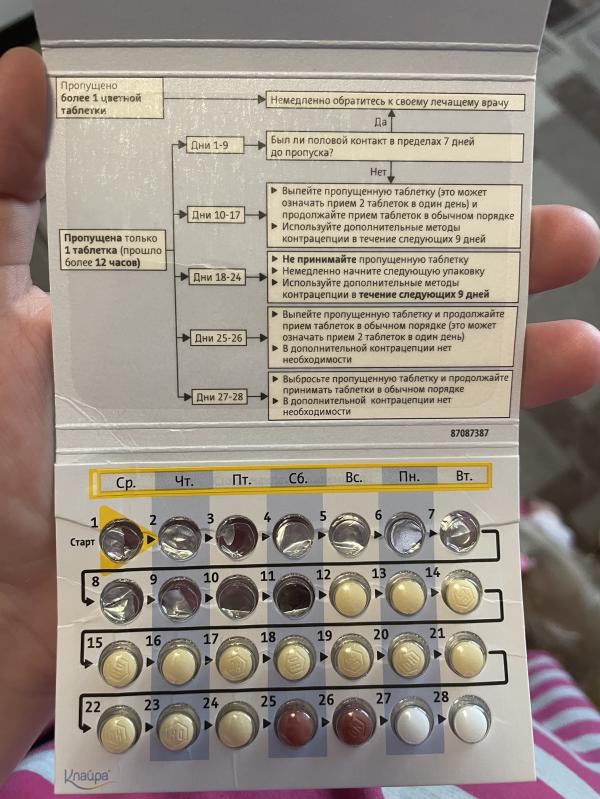 Пропущено
более 1 цветной
таблетки
Немедленно обратитесь к своему лечащему врачу
Да
Дни 1-9
Был ли половой контакт в пределах 7 дней
до пропуска?
Нет
Пропущена только
1 таблетка (прошло
более 12 часов)
Дни 10-17
Выпейте пропущенную таблетку (это может
означать прием 2 таблеток в один день) и
продолжайте прием таблеток в обычном порядке
Используйте дополнительные методы
контрацепции в течение следующих 9 дней
Дни 18-24
Не принимайте пропущенную таблетку
Немедленно начните следующую упаковку
Используйте дополнительные методы
контрацепции в течение следующих 9 дней
Дни 25-26
Выпейте пропущенную таблетку и продолжайте
прием таблеток в обычном порядке (это может
означать прием 2 таблеток в один день)
В дополнительной контрацепции нет
необходимости
Дни 27-28
Выбросьте пропущенную таблетку и продолжайте
принимать таблетки в обычном порядке
В дополнительной контрацепции нет
необходимости
87087387
Ср. Чт. Пт. Сб. Вс. Пн. Вт.
1 2 3 4 5 6 7
Старт
8 9 10 11 12 13 14
15 16 17 18 19 20 21
22 23 24 25 26 27 28
Клайра®